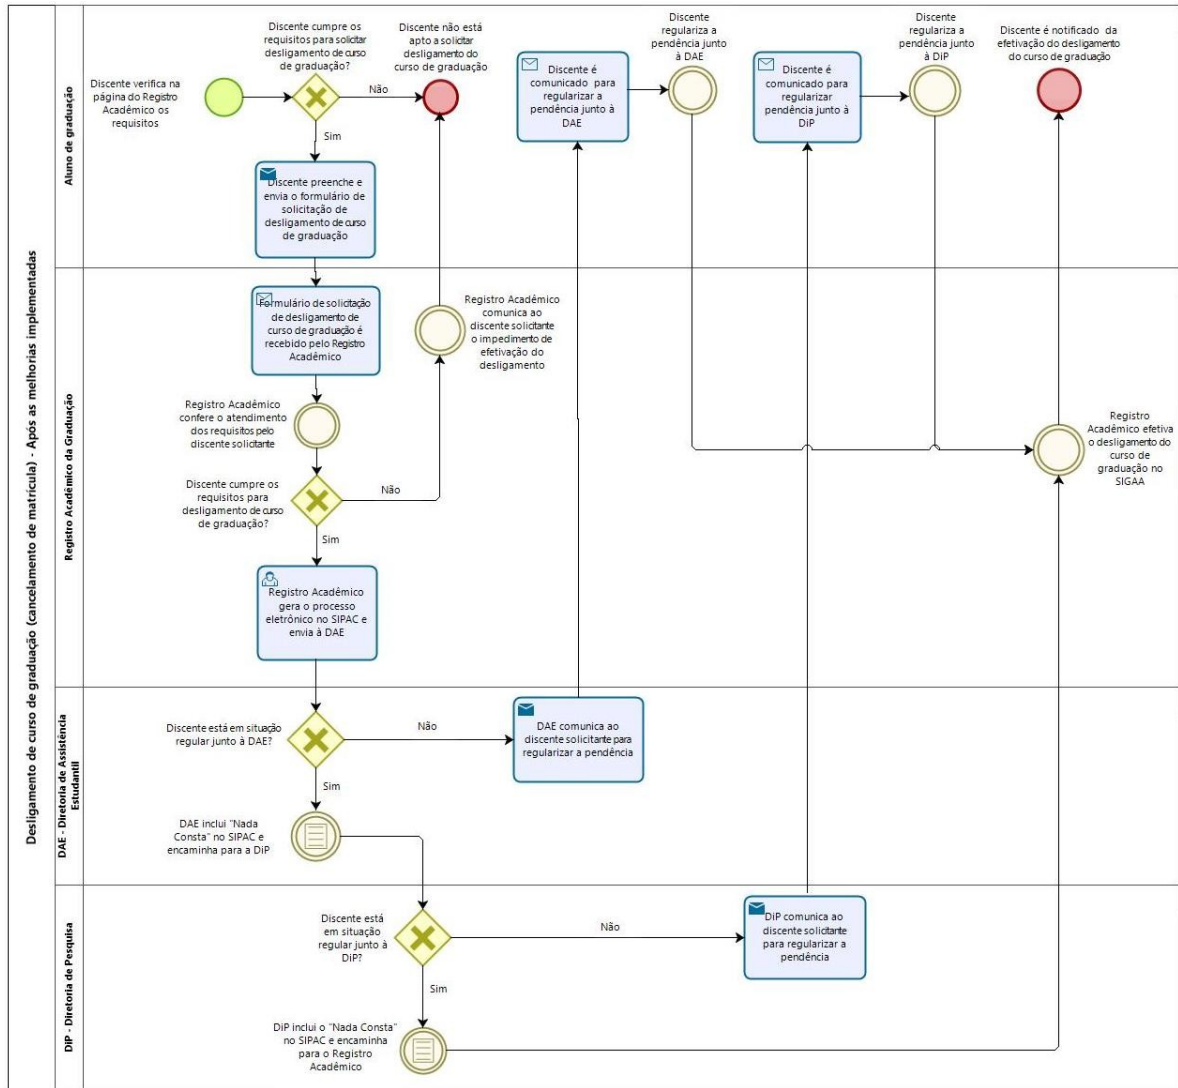 Desligamento de curso de graduação (cancelamento de matrícula) - Após as melhorias implementadas
Aluno de graduação
Discente verifica na
página do Registro
Acadêmico os
requisitos
Discente cumpre os
requisitos para solicitar
desligamento de curso
de graduação?
Não
Sim
Discente não está
apto a solicitar
desligamento do
curso de graduação
Discente preenche e
envia o formulário de
solicitação de
desligamento de curso
de graduação
Discente é
comunicado para
regularizar a
pendência junto à
DAE
Discente
regulariza a
pendência junto
à DAE
Discente é
comunicado para
regularizar
pendência junto à
DiP
Discente
regulariza a
pendência junto
à DiP
Discente é notificado da
efetivação do desligamento
do curso de graduação
Registro Acadêmico da Graduação
Formulário de solicitação
de desligamento de
curso de graduação é
recebido pelo Registro
Acadêmico
Registro Acadêmico
comunica ao
discente solicitante
o impedimento de
efetivação do
desligamento
Registro Acadêmico
confere o atendimento
dos requisitos pelo
discente solicitante
Discente cumpre os
requisitos para
desligamento de curso
de graduação?
Não
Sim
Registro Acadêmico
gera o processo
eletrônico no SIPAC e
envia à DAE
Registro
Acadêmico efetiva
o desligamento do
curso de
graduação no
SIGAA
DAE - Diretoria de Assistência
Estudantil
Discente está em situação
regular junto à DAE?
Não
Sim
DAE comunica ao
discente solicitante para
regularizar a pendência
DAE inclui "Nada
Consta" no SIPAC e
encaminha para a DiP
DiP - Diretoria de Pesquisa
Discente está
em situação
regular junto à
DiP?
Não
Sim
DiP comunica ao
discente solicitante
para regularizar a
pendência
DiP inclui o "Nada Consta"
no SIPAC e encaminha
para o Registro
Acadêmico